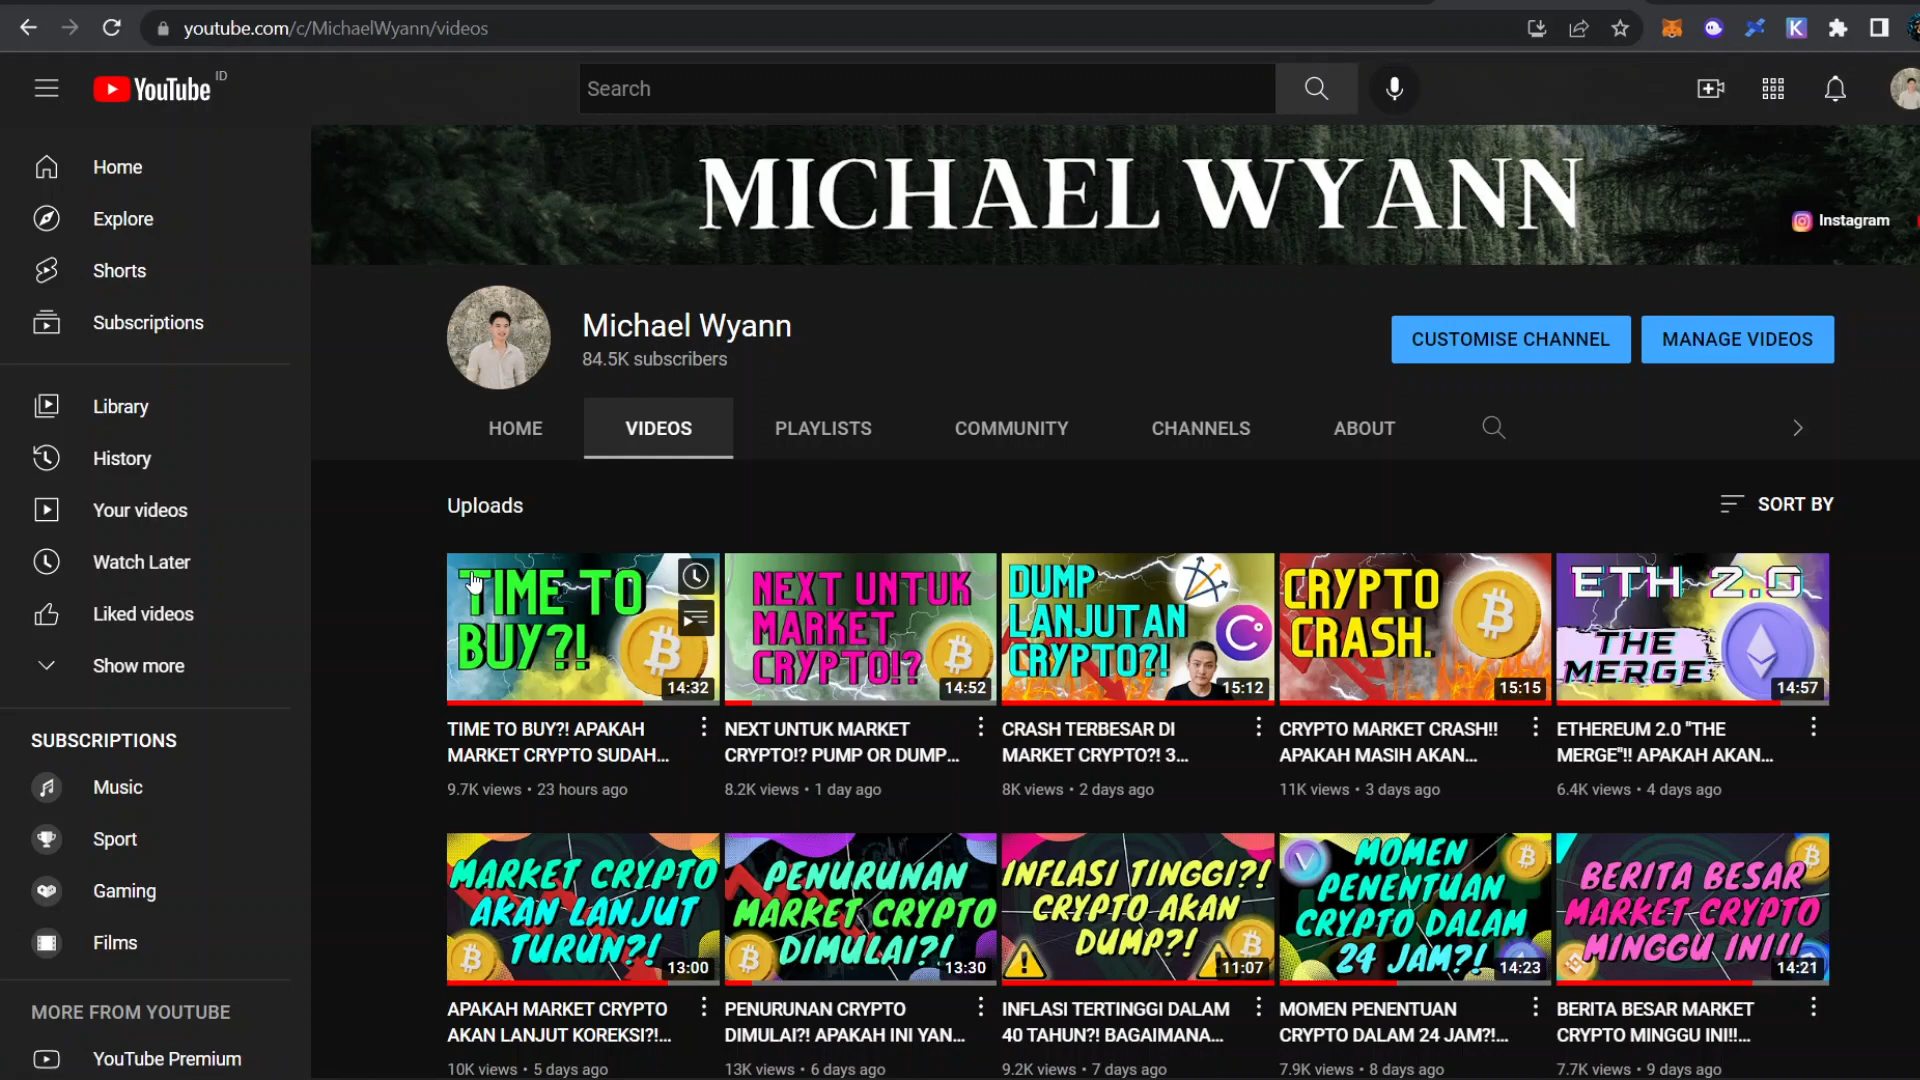 youtube.com/c/MichaelWyann/videos
YouTube ID
Search
Home
Explore
Shorts
Subscriptions
Library
History
Your videos
Watch Later
Liked videos
Show more
SUBSCRIPTIONS
Music
Sport
Gaming
Films
MORE FROM YOUTUBE
YouTube Premium
MICHAEL WYANN
Instagram
Michael Wyann
84.5K subscribers
CUSTOMISE CHANNEL
MANAGE VIDEOS
HOME VIDEOS PLAYLISTS COMMUNITY CHANNELS ABOUT
Uploads
SORT BY
TIME TO
BUY?!
14:32
TIME TO BUY?! APAKAH
MARKET CRYPTO SUDAH...
9.7K views • 23 hours ago
NEXT UNTUK
MARKET
CRYPTO!?
14:52
NEXT UNTUK MARKET
CRYPTO!? PUMP OR DUMP...
8.2K views • 1 day ago
DUMP
LANJUTAN
CRYPTO?!
15:12
CRASH TERBESAR DI
MARKET CRYPTO?! 3...
8K views • 2 days ago
CRYPTO
CRASH.
15:15
CRYPTO MARKET CRASH!!
APAKAH MASIH AKAN...
11K views • 3 days ago
ETH 2.0
THE
MERGE
14:57
ETHEREUM 2.0 "THE
MERGE"!! APAKAH AKAN...
6.4K views • 4 days ago
MARKET CRYPTO
AKAN LANJUT
TURUN?!
13:00
APAKAH MARKET CRYPTO
AKAN LANJUT KOREKSI?!...
10K views • 5 days ago
PENURUNAN
MARKET CRYPTO
DIMULAI?!
13:30
PENURUNAN CRYPTO
DIMULAI?! APAKAH INI YAN...
13K views • 6 days ago
INFLASI TINGGI?!
CRYPTO AKAN
DUMP?!
11:07
INFLASI TERTINGGI DALAM
40 TAHUN?! BAGAIMANA...
9.2K views • 7 days ago
MOMEN
PENENTUAN
CRYPTO DALAM
24 JAM?!
14:23
MOMEN PENENTUAN
CRYPTO DALAM 24 JAM?!...
7.9K views • 8 days ago
BERITA BESAR
MARKET CRYPTO
MINGGU INI!!
14:21
BERITA BESAR MARKET
CRYPTO MINGGU INI!!...
7.7K views • 9 days ago